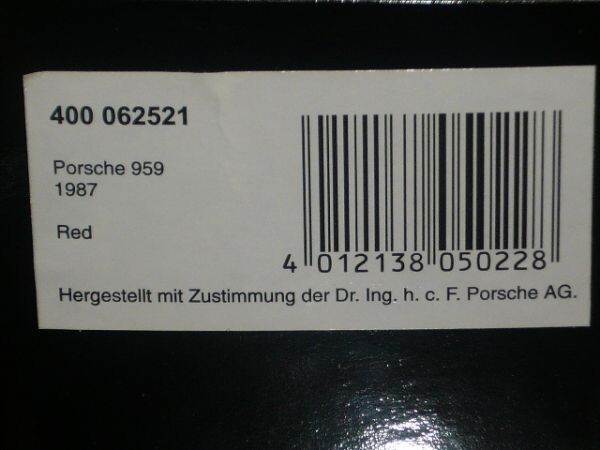 400 062521
Porsche 959
1987
Red
4 012138 050228
Hergestellt mit Zustimmung der Dr. Ing. h. c. F. Porsche AG.